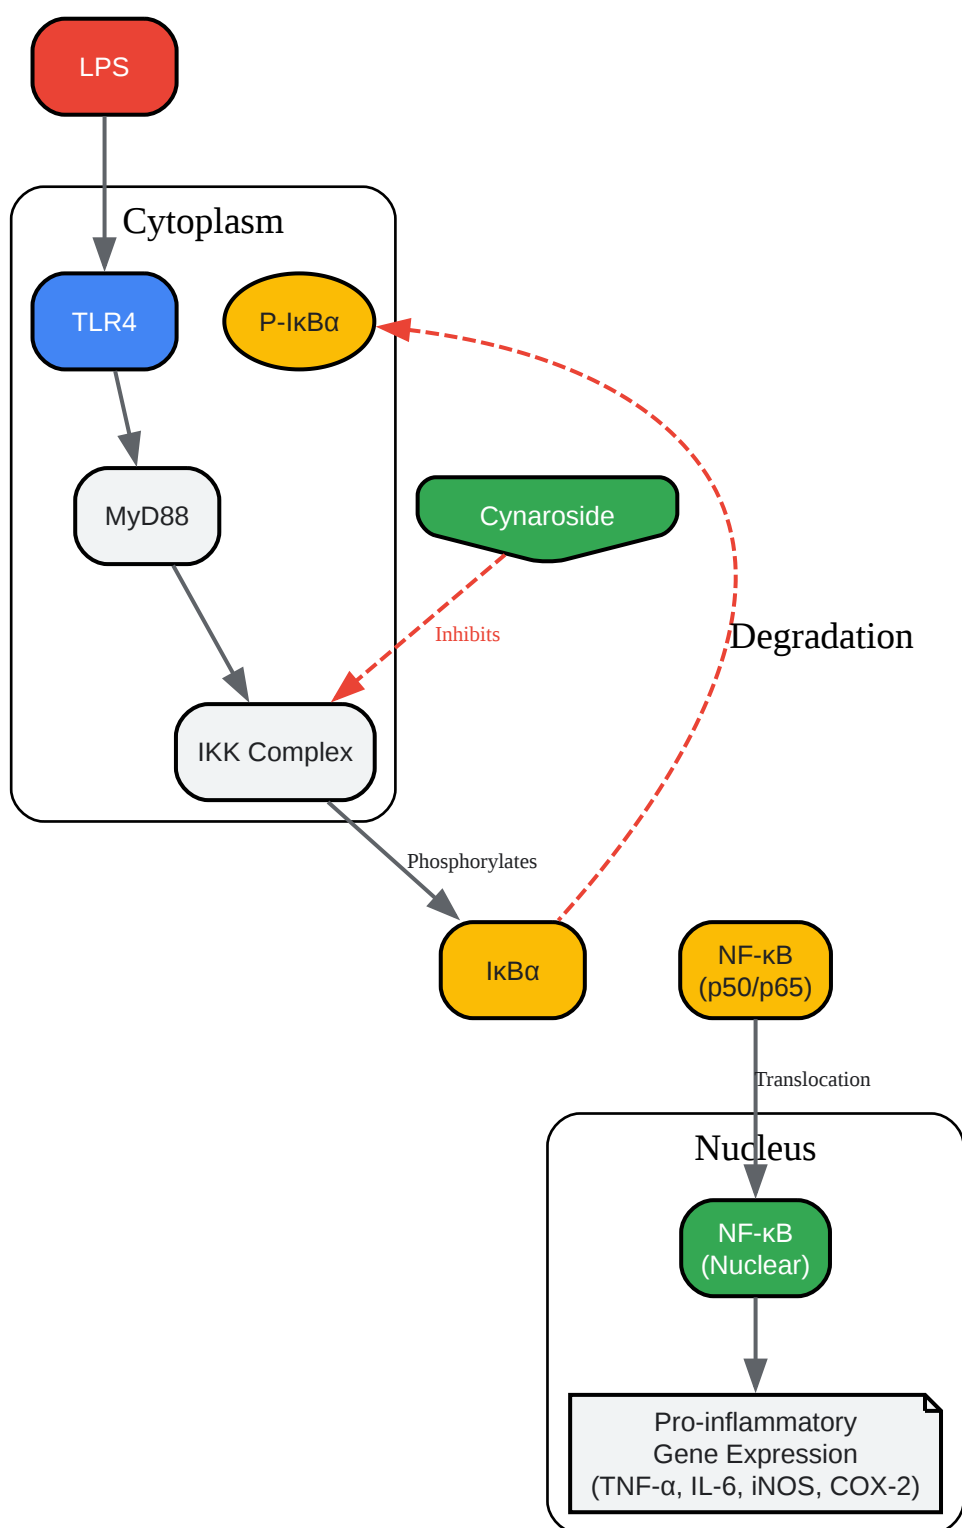 LPS
Cytoplasm
TLR4
P-IκBα
MyD88
Cynaroside
Inhibits
Degradation
IKK Complex
Phosphorylates
IκBα
NF-κB
(p50/p65)
Translocation
Nucleus
NF-κB
(Nuclear)
Pro-inflammatory
Gene Expression
(TNF-α, IL-6, iNOS, COX-2)